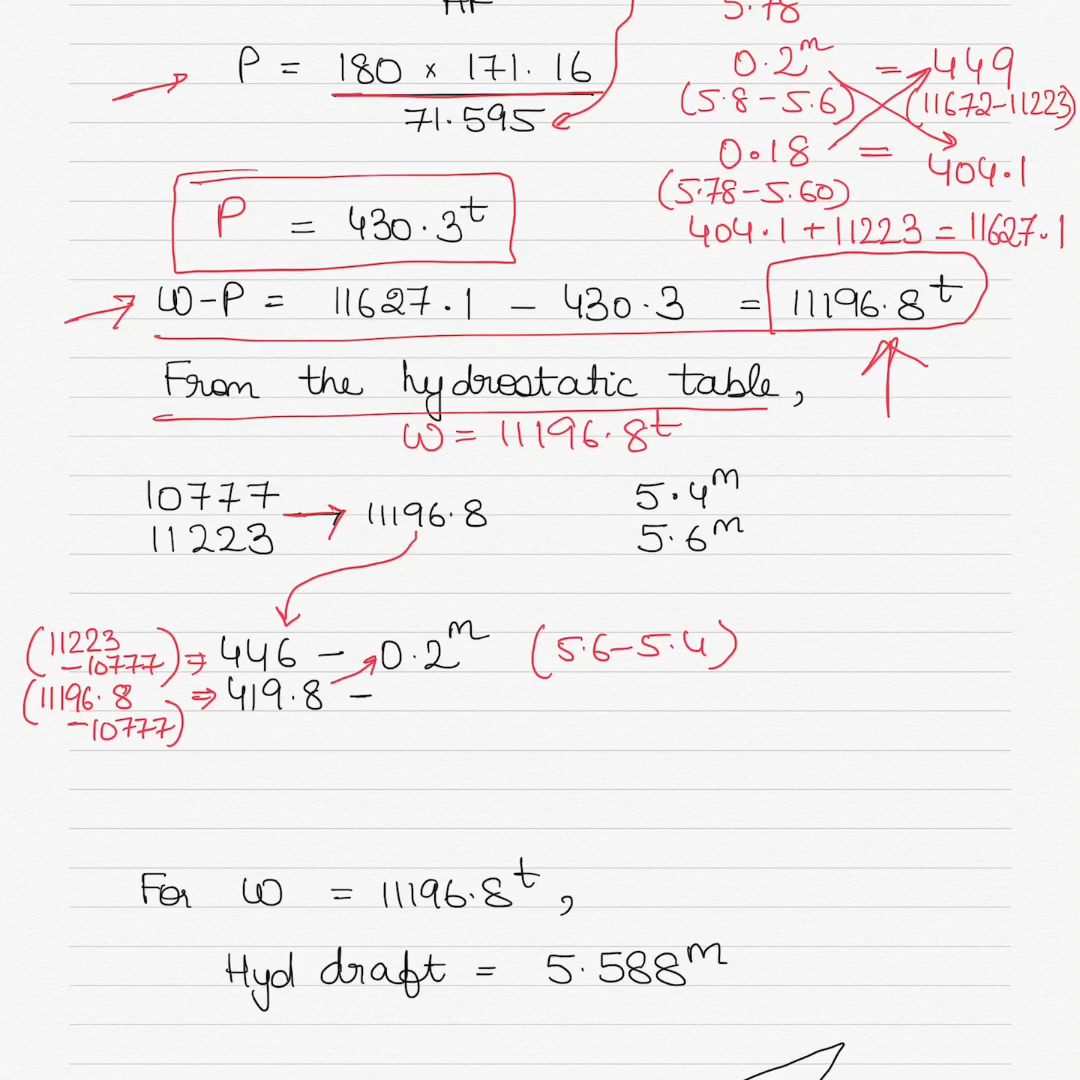 AF
5.78
P = 180 × 171.16
71.595
0.2ᵐ = 449
(5.8-5.6) (11672-11223)
0.18 = 404.1
(5.78-5.60)
404.1 + 11223 = 11627.1
P = 430.3ᵗ
W-P = 11627.1 - 430.3 = 11196.8ᵗ
From the hydrostatic table,
W = 11196.8ᵗ
10777 → 11196.8 5.4ᵐ
11223 5.6ᵐ
(11223
-10777) ⇒ 446 - 0.2ᵐ (5.6-5.4)
(11196.8 ⇒ 419.8 -
-10777)
For W = 11196.8ᵗ,
Hyd draft = 5.588ᵐ